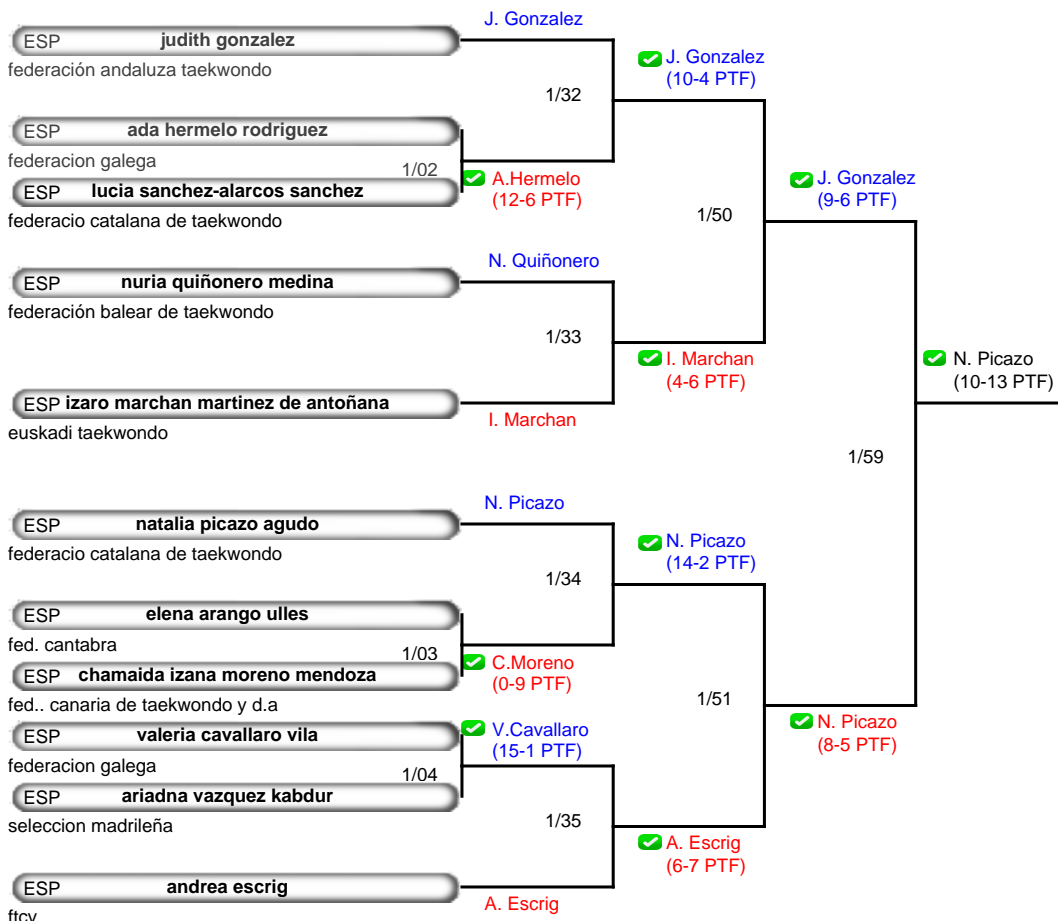 J. Gonzalez
ESP judith gonzalez
federación andaluza taekwondo
J. Gonzalez
(10-4 PTF)
1/32
ESP ada hermelo rodriguez
federacion galega
1/02
A.Hermelo
(12-6 PTF)
ESP lucia sanchez-alarcos sanchez
federacio catalana de taekwondo
J. Gonzalez
(9-6 PTF)
1/50
N. Quiñonero
ESP nuria quiñonero medina
federación balear de taekwondo
1/33
I. Marchan
(4-6 PTF)
N. Picazo
(10-13 PTF)
ESP izaro marchan martinez de antoñana
I. Marchan
euskadi taekwondo
1/59
N. Picazo
ESP natalia picazo agudo
federacio catalana de taekwondo
N. Picazo
(14-2 PTF)
1/34
ESP elena arango ulles
fed. cantabra
1/03
C.Moreno
(0-9 PTF)
ESP chamaida izana moreno mendoza
fed.. canaria de taekwondo y d.a
1/51
N. Picazo
(8-5 PTF)
V.Cavallaro
(15-1 PTF)
ESP valeria cavallaro vila
federacion galega
1/04
ESP ariadna vazquez kabdur
seleccion madrileña
1/35
A. Escrig
(6-7 PTF)
ESP andrea escrig
A. Escrig
ftcv